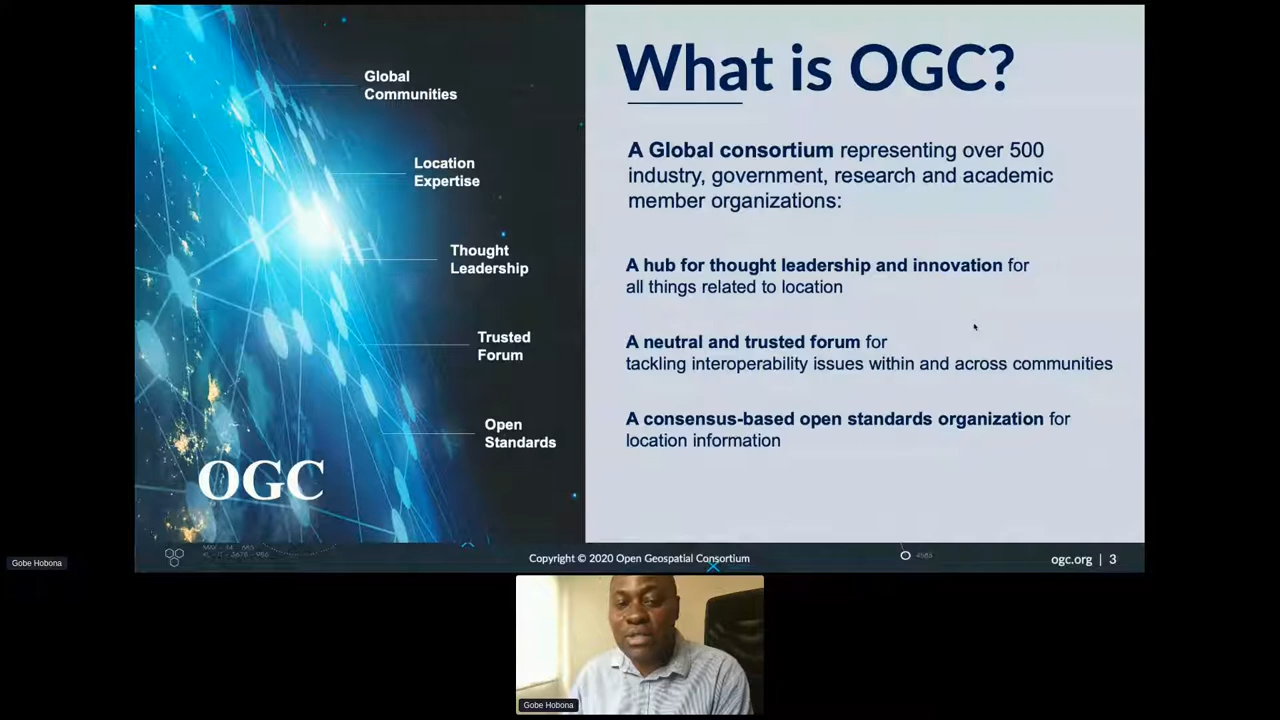 Global
Communities
Location
Expertise
Thought
Leadership
Trusted
Forum
Open
Standards
OGC
What is OGC?
A Global consortium representing over 500
industry, government, research and academic
member organizations:
A hub for thought leadership and innovation for
all things related to location
A neutral and trusted forum for
tackling interoperability issues within and across communities
A consensus-based open standards organization for
location information
Copyright © 2020 Open Geospatial Consortium
4585
ogc.org | 3
Gobe Hobona
Gobe Hobona